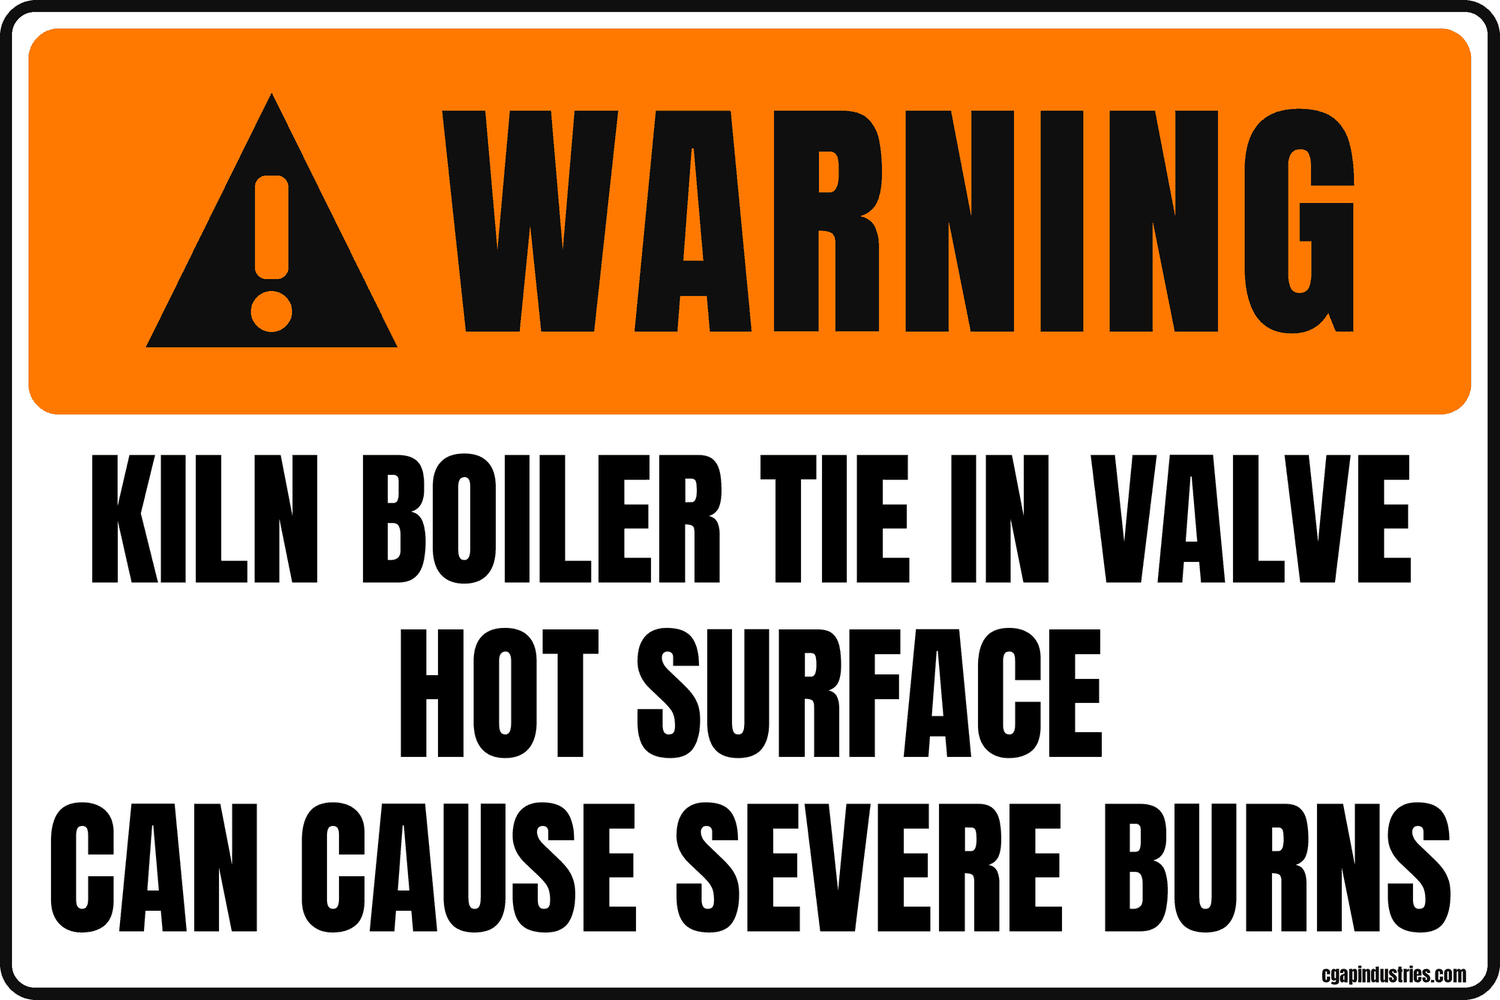 WARNING
KILN BOILER TIE IN VALVE
HOT SURFACE
CAN CAUSE SEVERE BURNS
cgapindustries.com